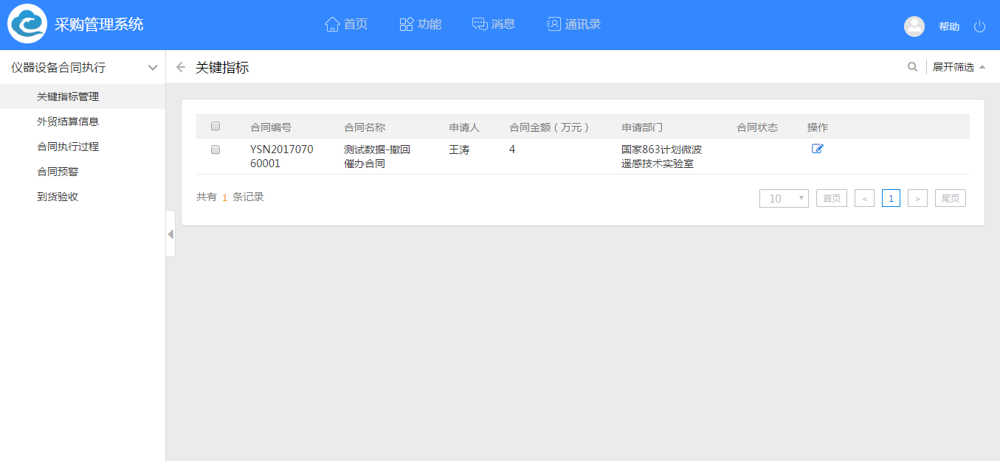 采购管理系统
首页
功能
消息
通讯录
帮助
仪器设备合同执行
关键指标管理
外贸结算信息
合同执行过程
合同预警
到货验收
关键指标
展开筛选
合同编号 合同名称 申请人 合同金额（万元） 申请部门 合同状态 操作
YSN2017070 测试数据-撤回 王涛 4 国家863计划微波
60001 催办合同 遥感技术实验室
共有 1 条记录
10 首页 < 1 > 尾页